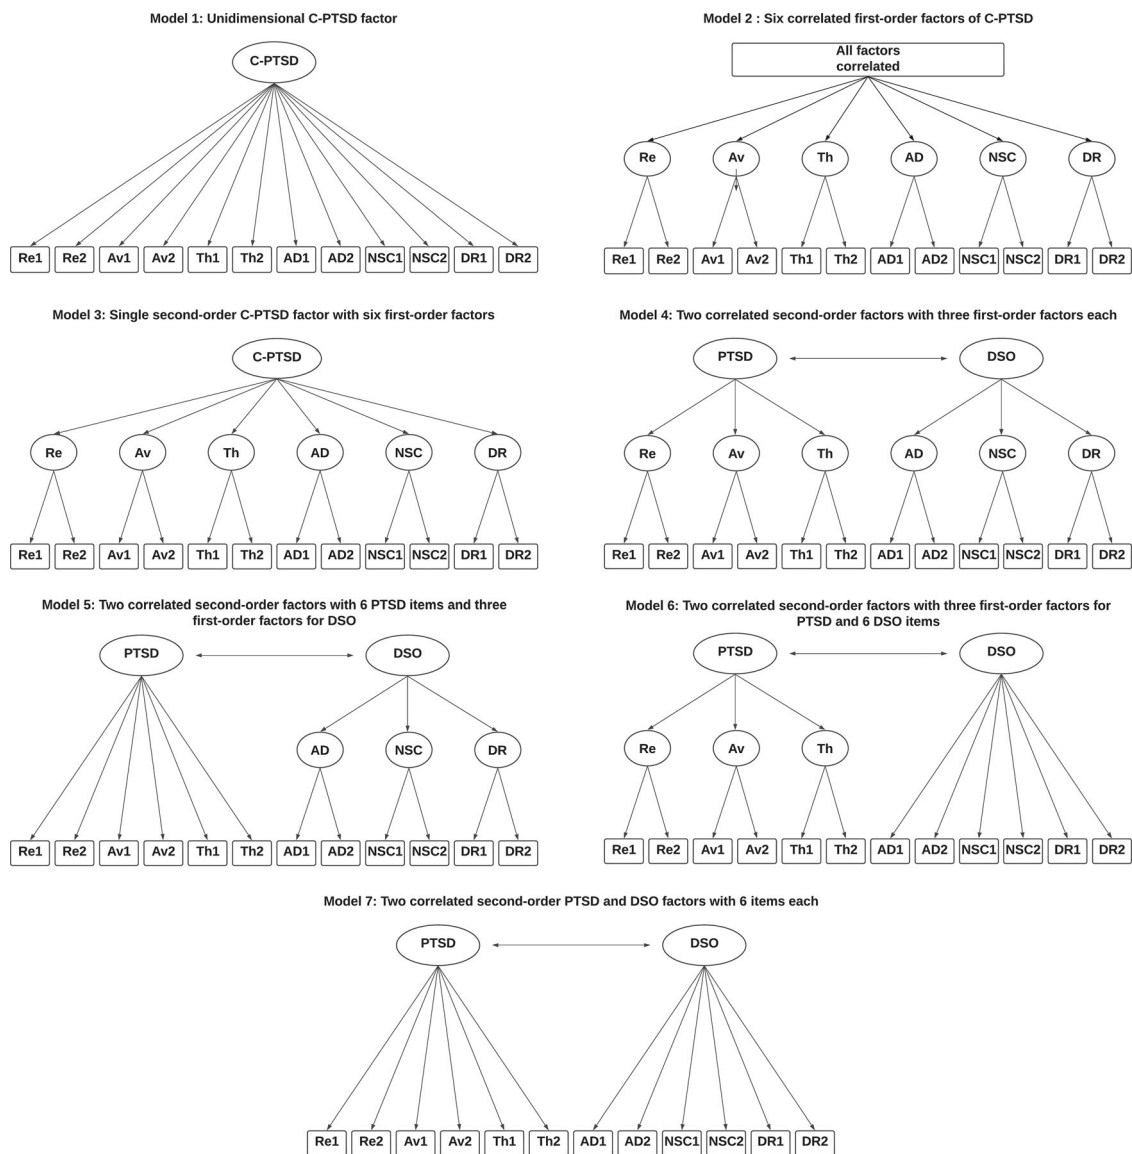 Model 1: Unidimensional C-PTSD factor
C-PTSD
Re1 Re2 Av1 Av2 Th1 Th2 AD1 AD2 NSC1 NSC2 DR1 DR2
Model 2 : Six correlated first-order factors of C-PTSD
All factors
correlated
Re Av Th AD NSC DR
Re1 Re2 Av1 Av2 Th1 Th2 AD1 AD2 NSC1 NSC2 DR1 DR2
Model 3: Single second-order C-PTSD factor with six first-order factors
C-PTSD
Re Av Th AD NSC DR
Re1 Re2 Av1 Av2 Th1 Th2 AD1 AD2 NSC1 NSC2 DR1 DR2
Model 4: Two correlated second-order factors with three first-order factors each
PTSD DSO
Re Av Th AD NSC DR
Re1 Re2 Av1 Av2 Th1 Th2 AD1 AD2 NSC1 NSC2 DR1 DR2
Model 5: Two correlated second-order factors with 6 PTSD items and three
first-order factors for DSO
PTSD DSO
AD NSC DR
Re1 Re2 Av1 Av2 Th1 Th2 AD1 AD2 NSC1 NSC2 DR1 DR2
Model 6: Two correlated second-order factors with three first-order factors for
PTSD and 6 DSO items
PTSD DSO
Re Av Th
Re1 Re2 Av1 Av2 Th1 Th2 AD1 AD2 NSC1 NSC2 DR1 DR2
Model 7: Two correlated second-order PTSD and DSO factors with 6 items each
PTSD DSO
Re1 Re2 Av1 Av2 Th1 Th2 AD1 AD2 NSC1 NSC2 DR1 DR2